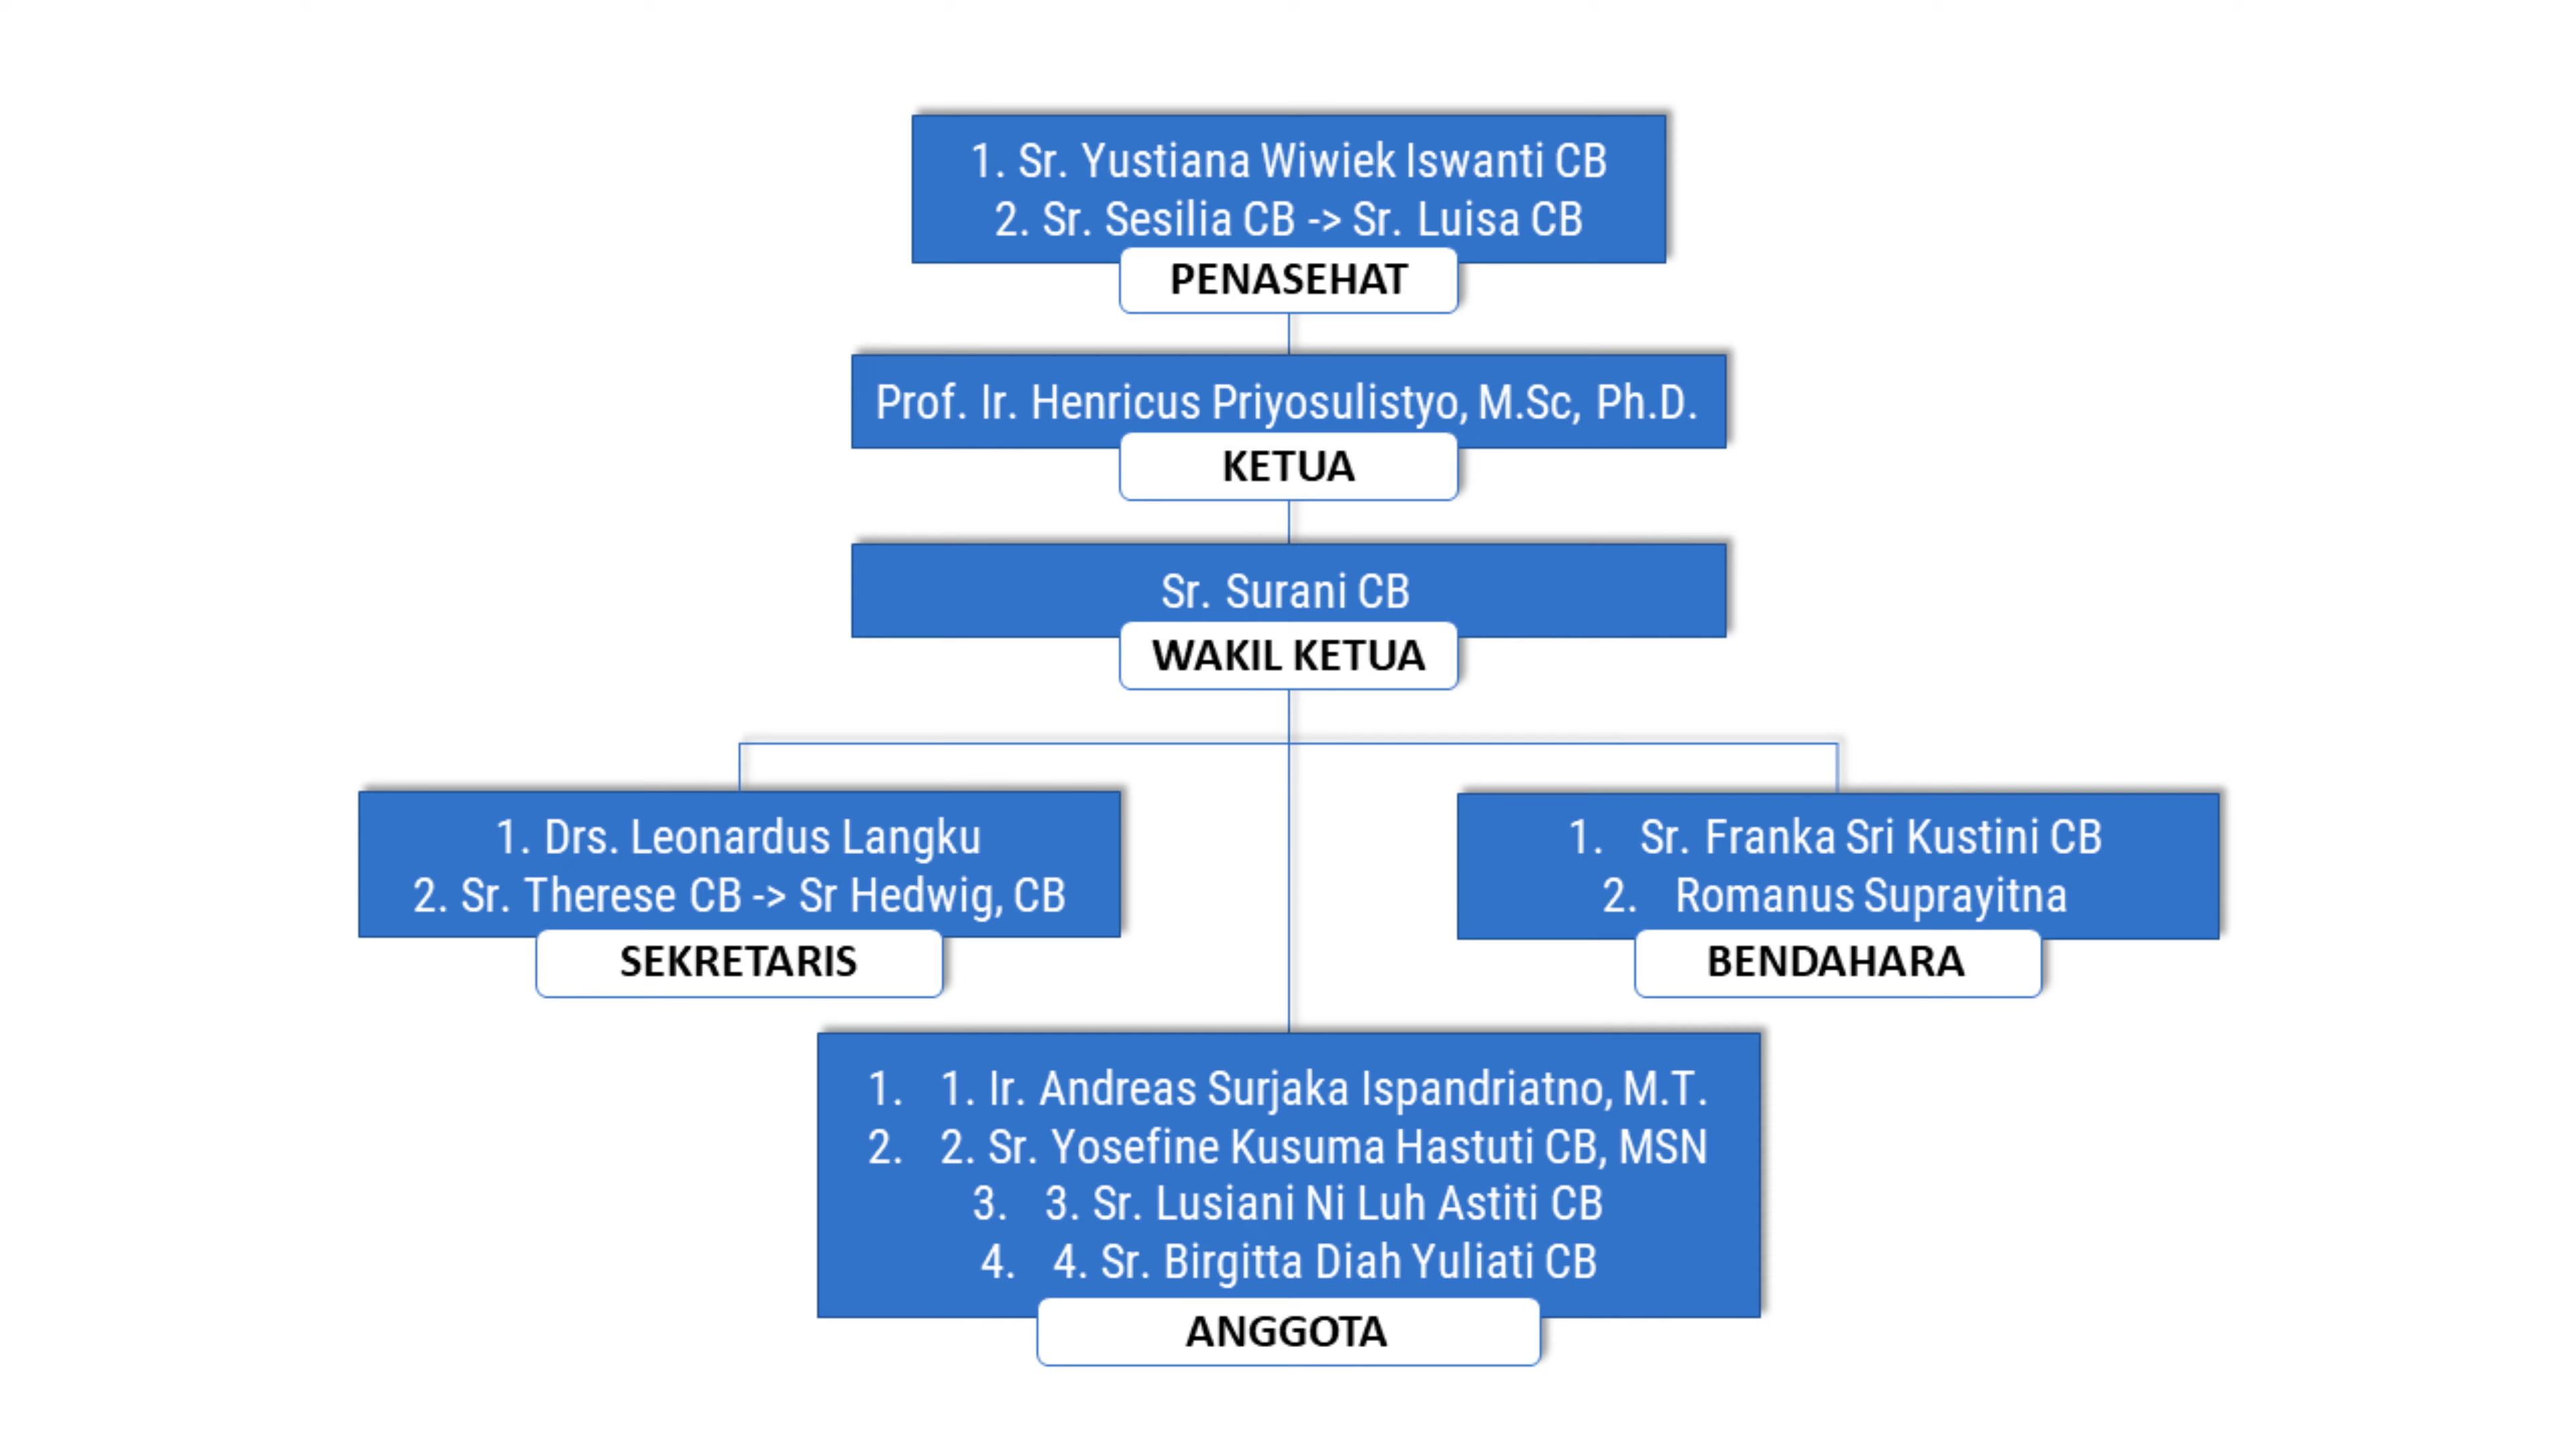 1. Sr. Yustiana Wiwiek Iswanti CB
2. Sr. Sesilia CB -> Sr. Luisa CB
PENASEHAT
Prof. Ir. Henricus Priyosulistyo, M.Sc, Ph.D.
KETUA
Sr. Surani CB
WAKIL KETUA
1. Drs. Leonardus Langku
2. Sr. Therese CB -> Sr Hedwig, CB
SEKRETARIS
1. Sr. Franka Sri Kustini CB
2. Romanus Suprayitna
BENDAHARA
1. 1. Ir. Andreas Surjaka Ispandriatno, M.T.
2. 2. Sr. Yosefine Kusuma Hastuti CB, MSN
3. 3. Sr. Lusiani Ni Luh Astiti CB
4. 4. Sr. Birgitta Diah Yuliati CB
ANGGOTA